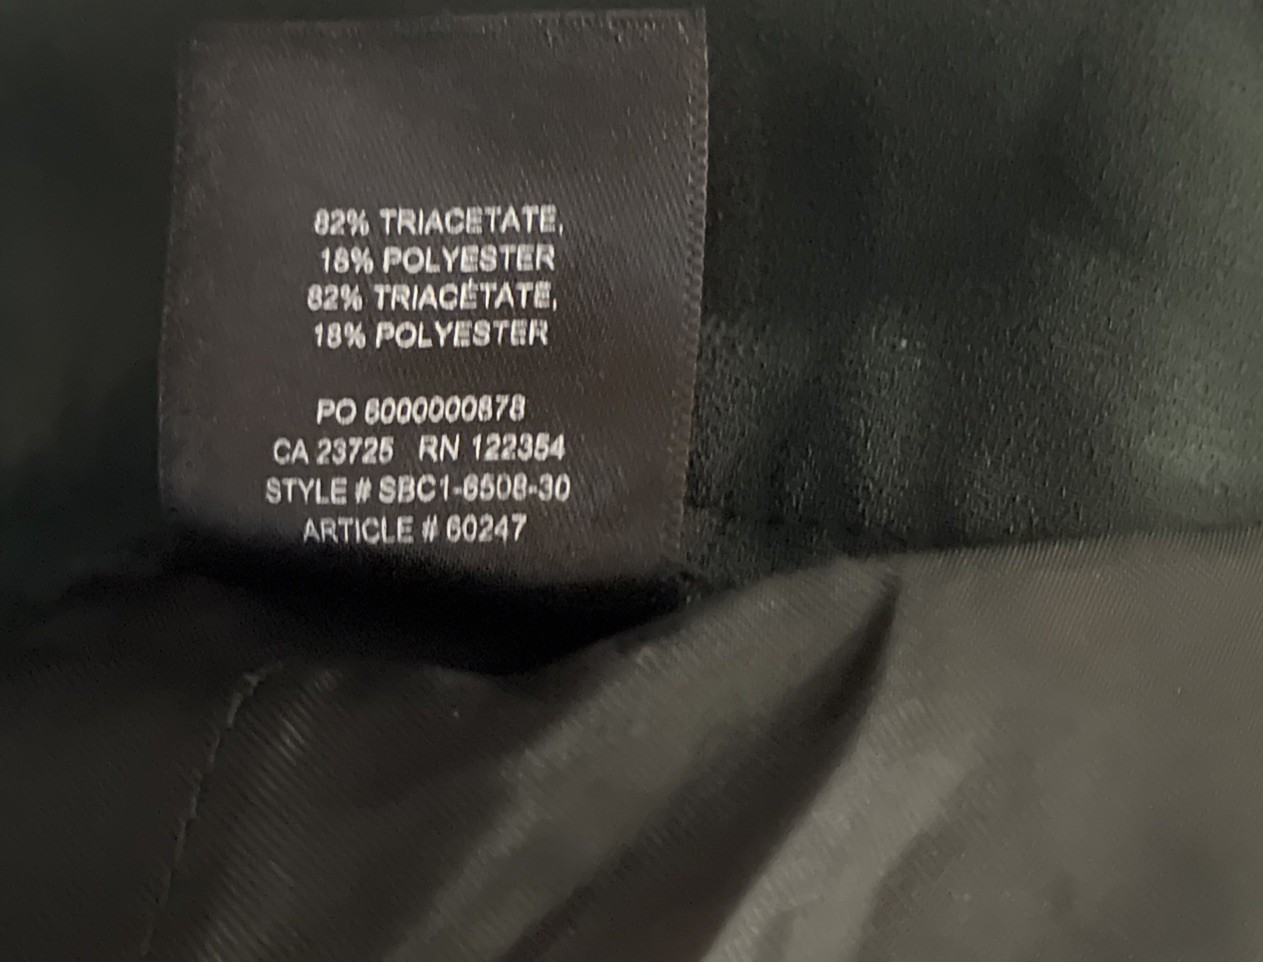 82% TRIACETATE,
18% POLYESTER
82% TRIACÉTATE,
18% POLYESTER
PO 6000000878
CA 23725 RN 122354
STYLE # SBC1-6508-30
ARTICLE # 60247